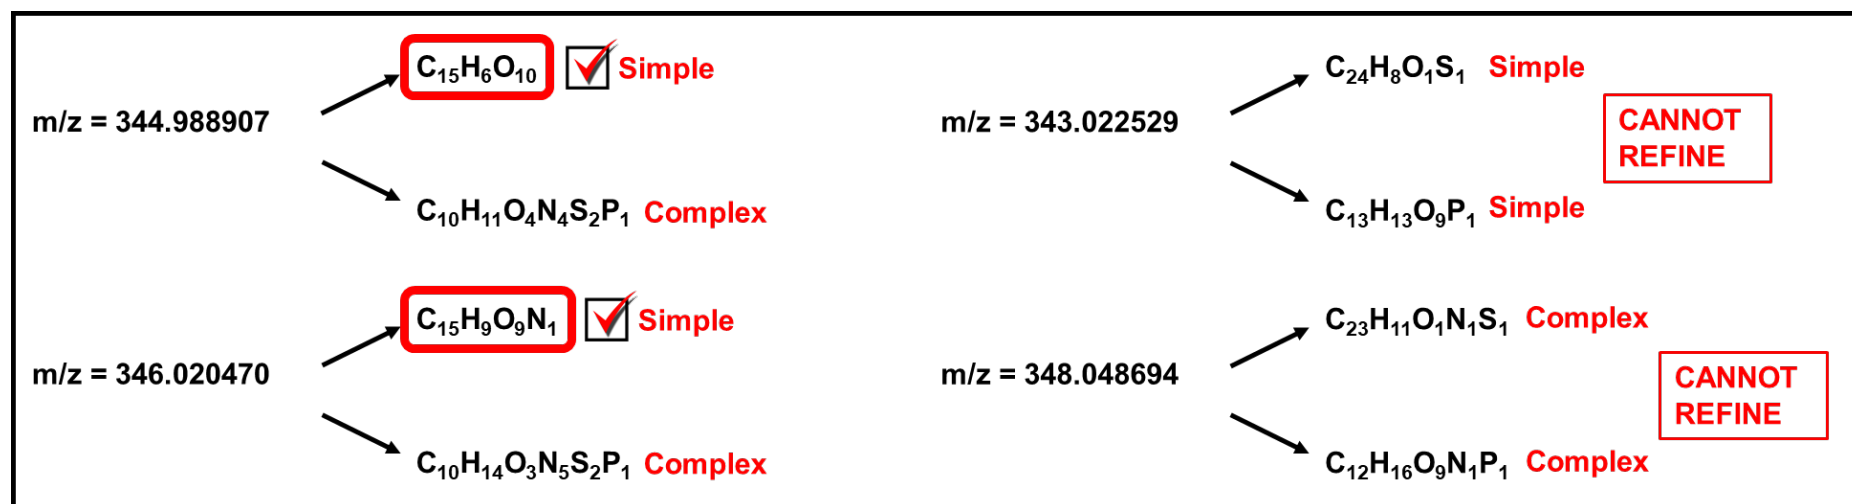 m/z = 344.988907
C₁₅H₆O₁₀ Simple
C₁₀H₁₁O₄N₄S₂P₁ Complex
m/z = 346.020470
C₁₅H₉O₉N₁ Simple
C₁₀H₁₄O₃N₅S₂P₁ Complex
m/z = 343.022529
C₂₄H₈O₁S₁ Simple
CANNOT
REFINE
C₁₃H₁₃O₉P₁ Simple
m/z = 348.048694
C₂₃H₁₁O₁N₁S₁ Complex
CANNOT
REFINE
C₁₂H₁₆O₉N₁P₁ Complex